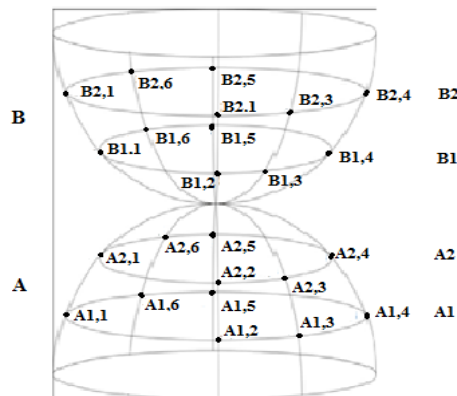 B2,6 B2,5
B2,1 B2,4 B2
B2.1 B2,3
B
B1,6 B1,5
B1.1 B1,4 B1
B1,2 B1,3
A2,6 A2,5 A2,4
A2,1 A2
A2,2 A2,3
A
A1,6 A1,5
A1,1 A1,4 A1
A1,2 A1,3